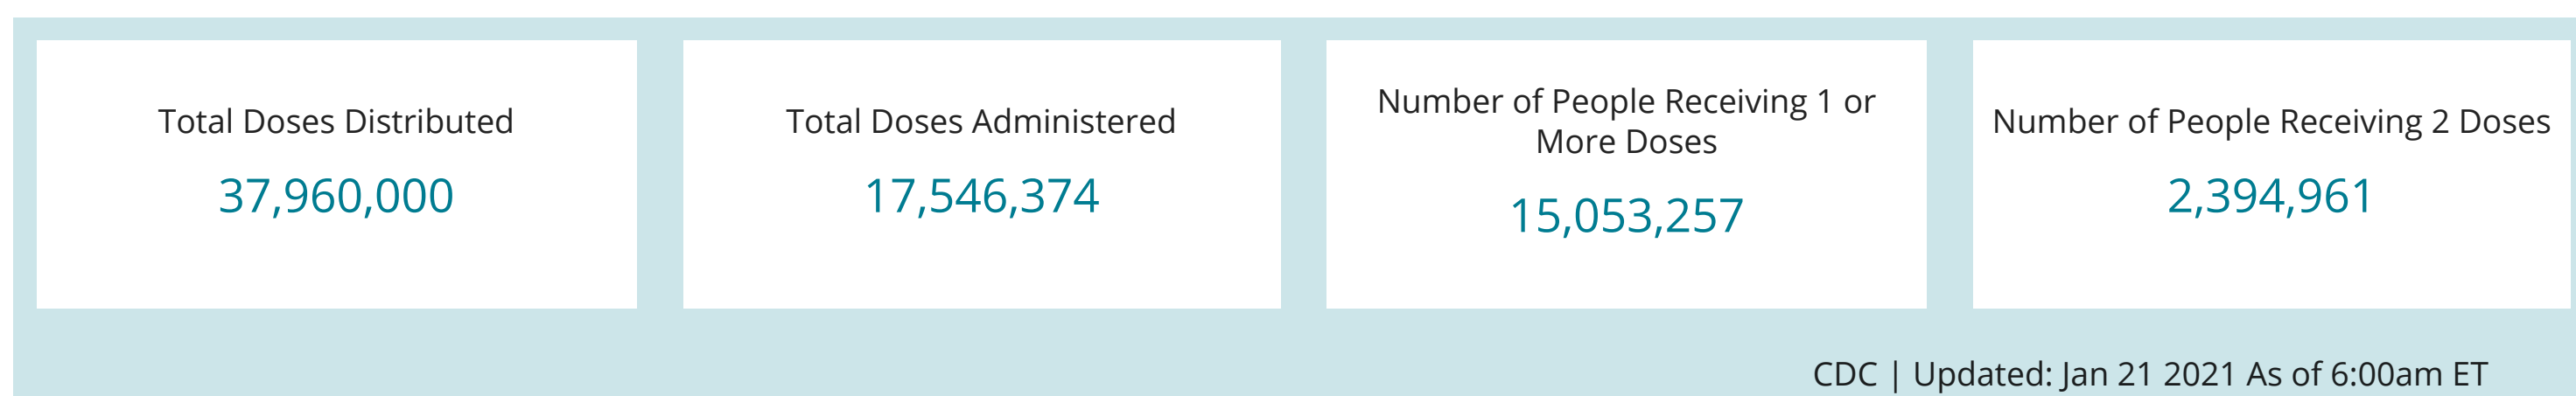 Total Doses Distributed
37,960,000
Total Doses Administered
17,546,374
Number of People Receiving 1 or
More Doses
15,053,257
Number of People Receiving 2 Doses
2,394,961
CDC | Updated: Jan 21 2021 As of 6:00am ET